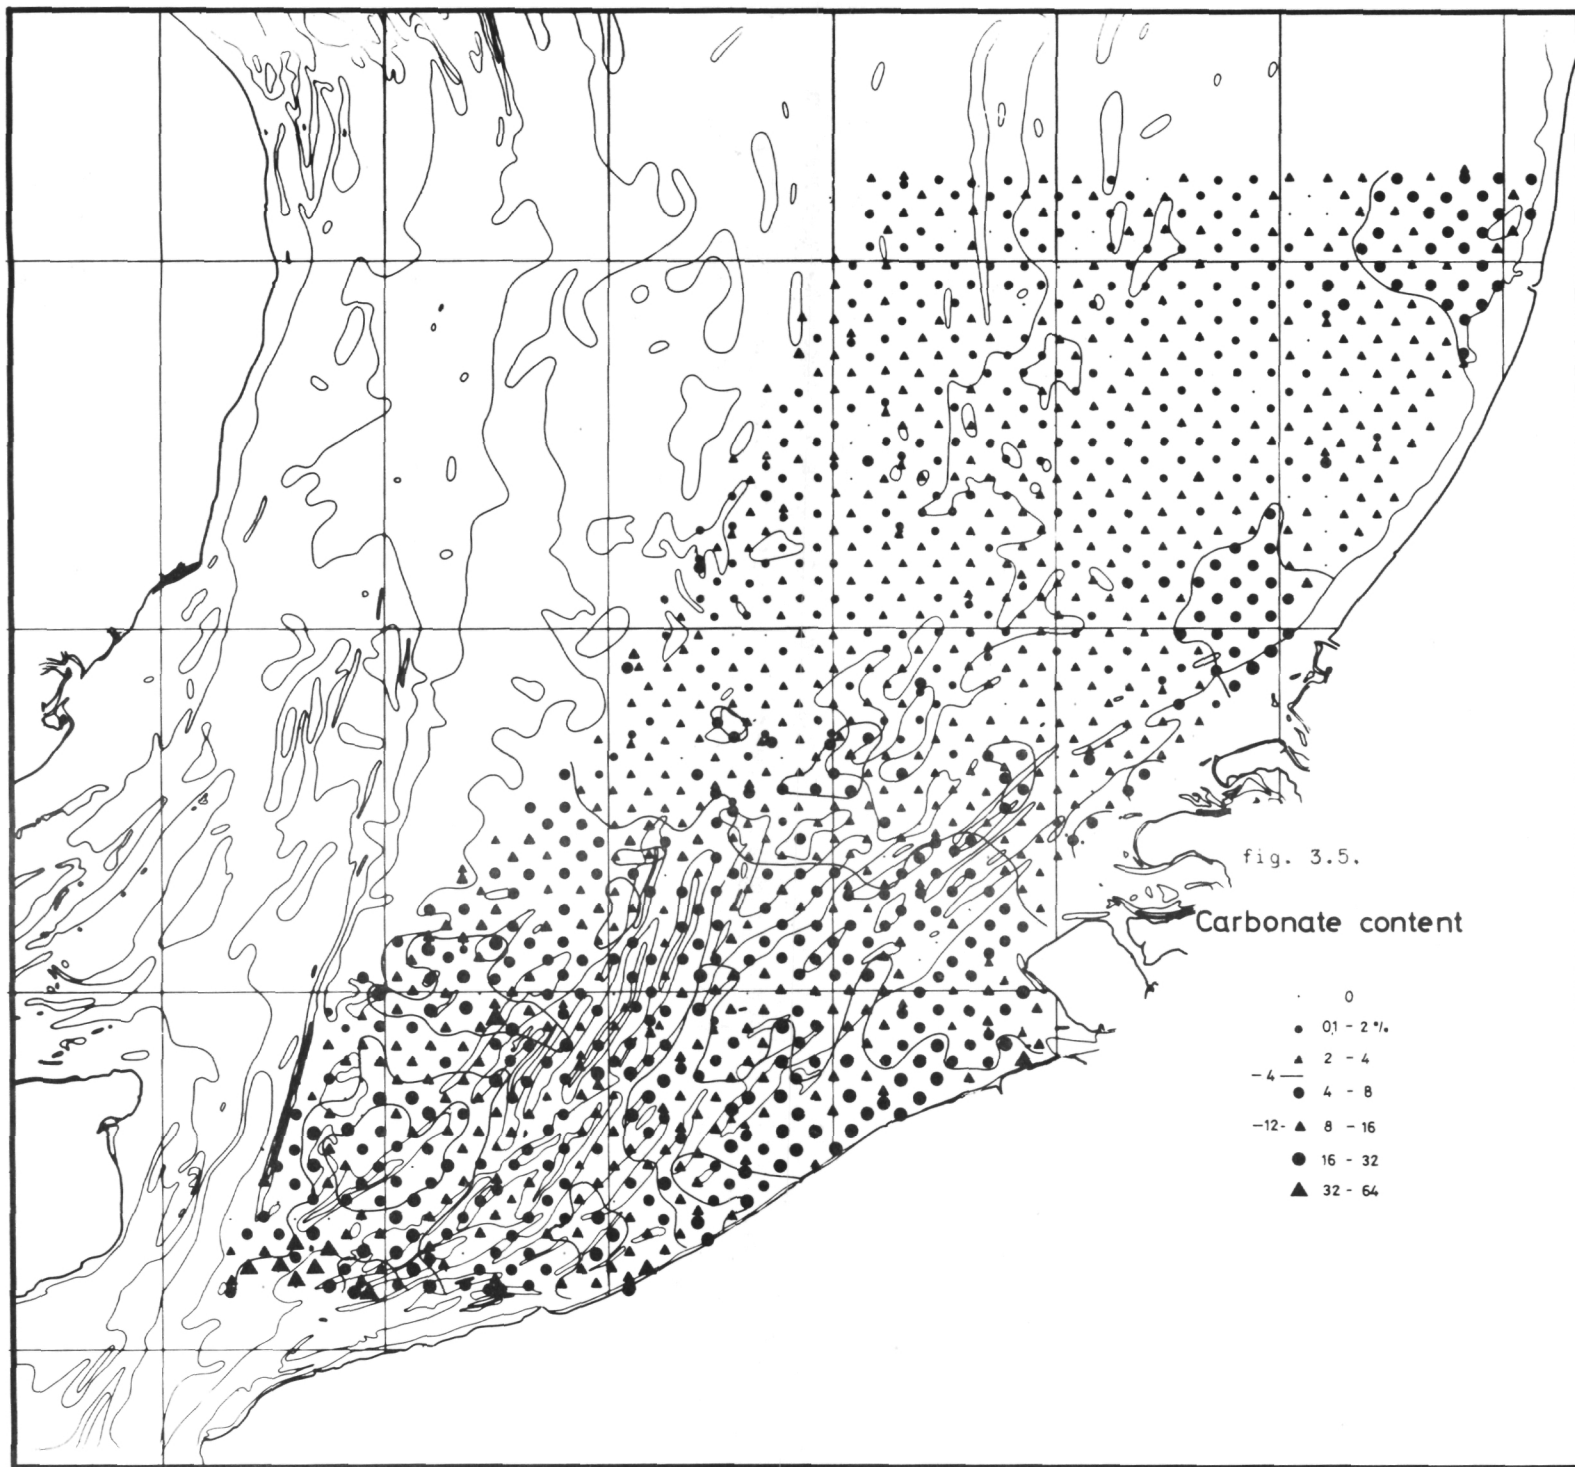 fig. 3.5.
Carbonate content
0
0,1 - 2 %
2 - 4
-4-
4 - 8
-12- 8 - 16
16 - 32
32 - 64